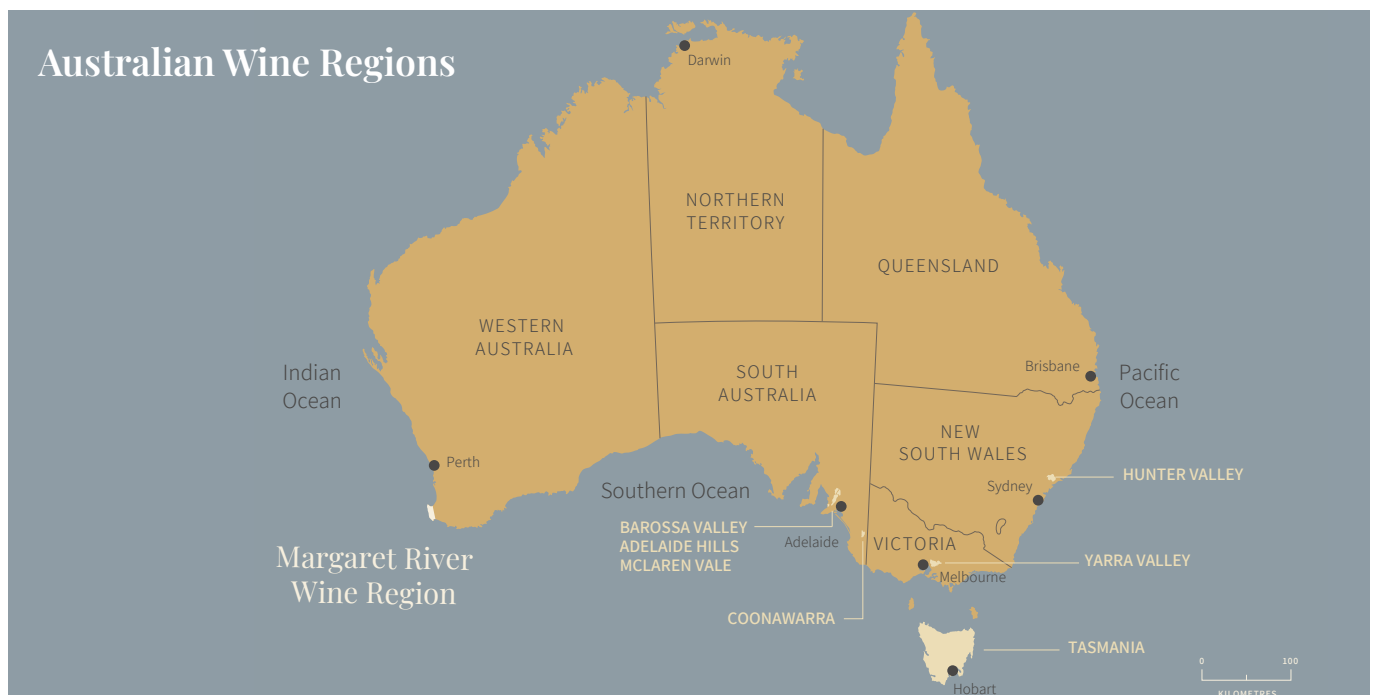 Australian Wine Regions
Darwin
NORTHERN
TERRITORY
QUEENSLAND
WESTERN
AUSTRALIA
SOUTH
AUSTRALIA
Indian
Ocean
Brisbane
Pacific
Ocean
NEW
SOUTH WALES
Perth
HUNTER VALLEY
Sydney
Southern Ocean
BAROSSA VALLEY
ADELAIDE HILLS
MCLAREN VALE
Adelaide
VICTORIA
Margaret River
Wine Region
YARRA VALLEY
Melbourne
COONAWARRA
TASMANIA
0 100
KILOMETRES
Hobart